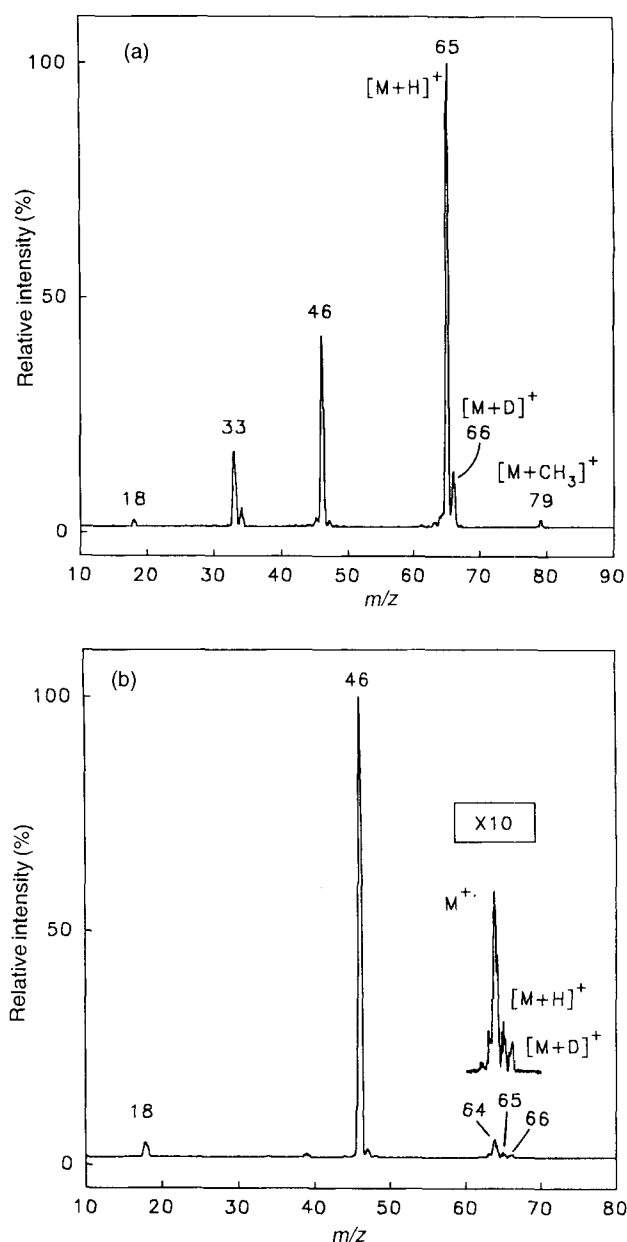 (a)
65
100
[M+H]⁺
50
46
[M+D]⁺
66
33
[M+CH₃]⁺
79
18
0
10 20 30 40 50 60 70 80 90
m/z
Relative intensity (%)
(b)
46
100
X10
M⁺·
50
[M+H]⁺
[M+D]⁺
18
64
65
66
0
10 20 30 40 50 60 70 80
m/z
Relative intensity (%)